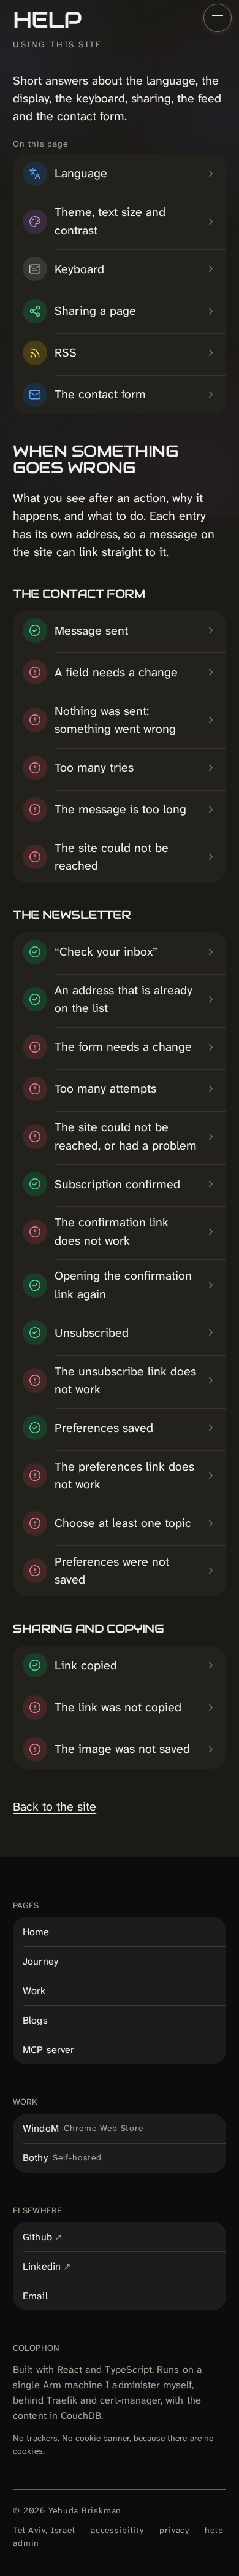 HELP
USING THIS SITE
Short answers about the language, the
display, the keyboard, sharing, the feed
and the contact form.
On this page
Language
Theme, text size and
contrast
Keyboard
Sharing a page
RSS
The contact form
WHEN SOMETHING
GOES WRONG
What you see after an action, why it
happens, and what to do. Each entry
has its own address, so a message on
the site can link straight to it.
THE CONTACT FORM
Message sent
A field needs a change
Nothing was sent:
something went wrong
Too many tries
The message is too long
The site could not be
reached
THE NEWSLETTER
“Check your inbox”
An address that is already
on the list
The form needs a change
Too many attempts
The site could not be
reached, or had a problem
Subscription confirmed
The confirmation link
does not work
Opening the confirmation
link again
Unsubscribed
The unsubscribe link does
not work
Preferences saved
The preferences link does
not work
Choose at least one topic
Preferences were not
saved
SHARING AND COPYING
Link copied
The link was not copied
The image was not saved
Back to the site
PAGES
Home
Journey
Work
Blogs
MCP server
WORK
WindoM Chrome Web Store
Bothy Self-hosted
ELSEWHERE
Github ↗
Linkedin ↗
Email
COLOPHON
Built with React and TypeScript. Runs on a
single Arm machine I administer myself,
behind Traefik and cert-manager, with the
content in CouchDB.
No trackers. No cookie banner, because there are no
cookies.
© 2026 Yehuda Briskman
Tel Aviv, Israel accessibility privacy help
admin